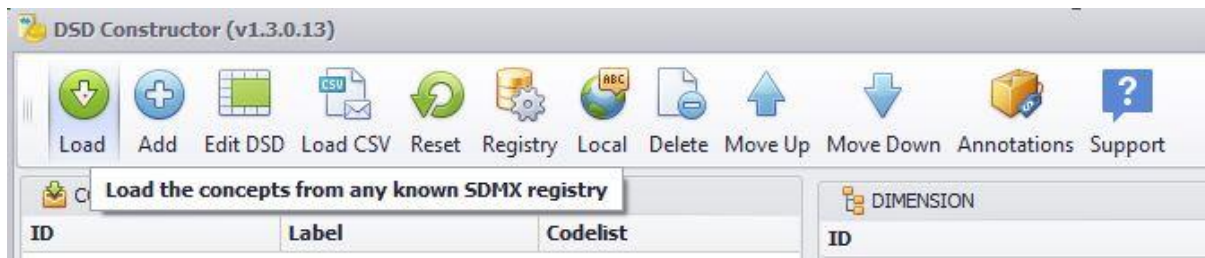 DSD Constructor (v1.3.0.13)
CSV ABC ?
Load Add Edit DSD Load CSV Reset Registry Local Delete Move Up Move Down Annotations Support
Load the concepts from any known SDMX registry
DIMENSION
ID Label Codelist ID